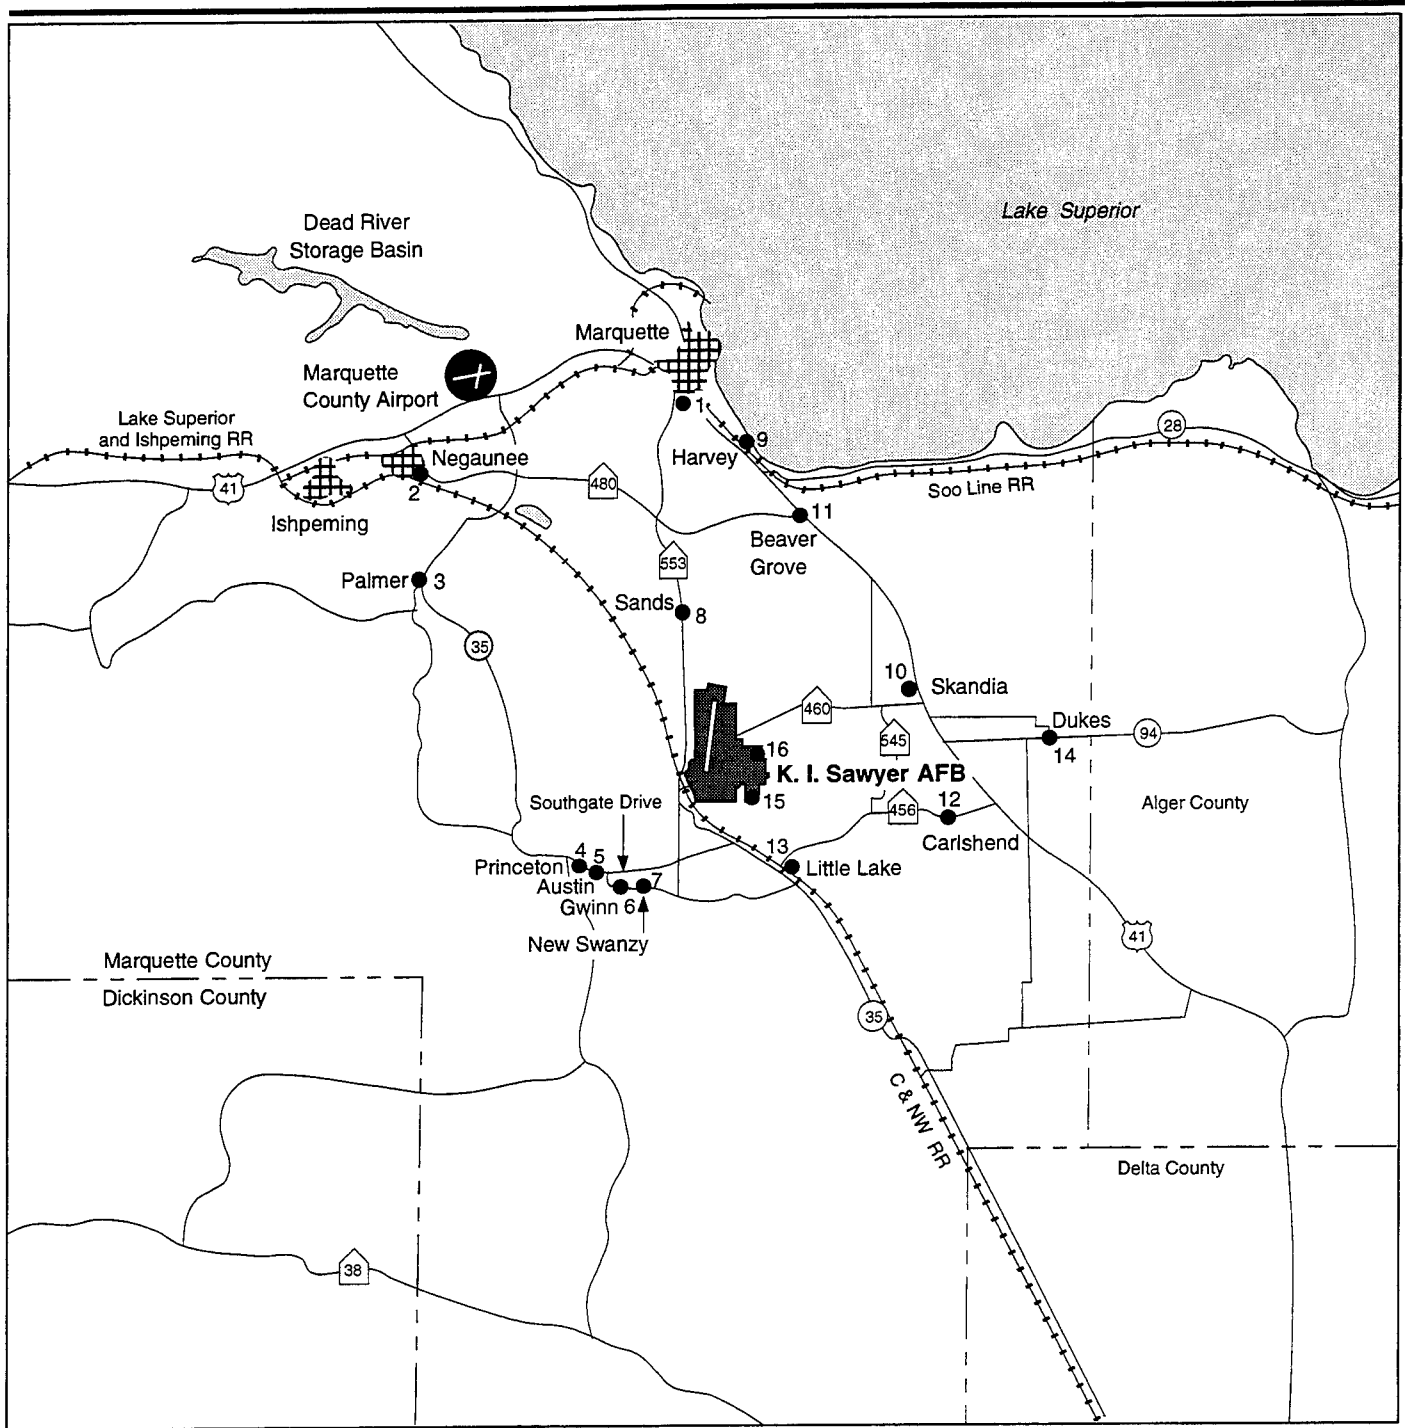 Lake Superior
Dead River
Storage Basin
Marquette
Marquette
County Airport
1
Lake Superior
and Ishpeming RR
28
9
Harvey
Negaunee
41
2
480
Soo Line RR
Ishpeming
11
Beaver
Grove
553
Palmer
3
Sands
8
35
10
Skandia
460
Dukes
94
545
14
16
K. I. Sawyer AFB
15
Southgate Drive
456
12
Carlshend
Alger County
4
5
13
Princeton
Little Lake
Austin
7
Gwinn 6
New Swanzy
41
Marquette County
Dickinson County
35
C & NW RR
Delta County
38